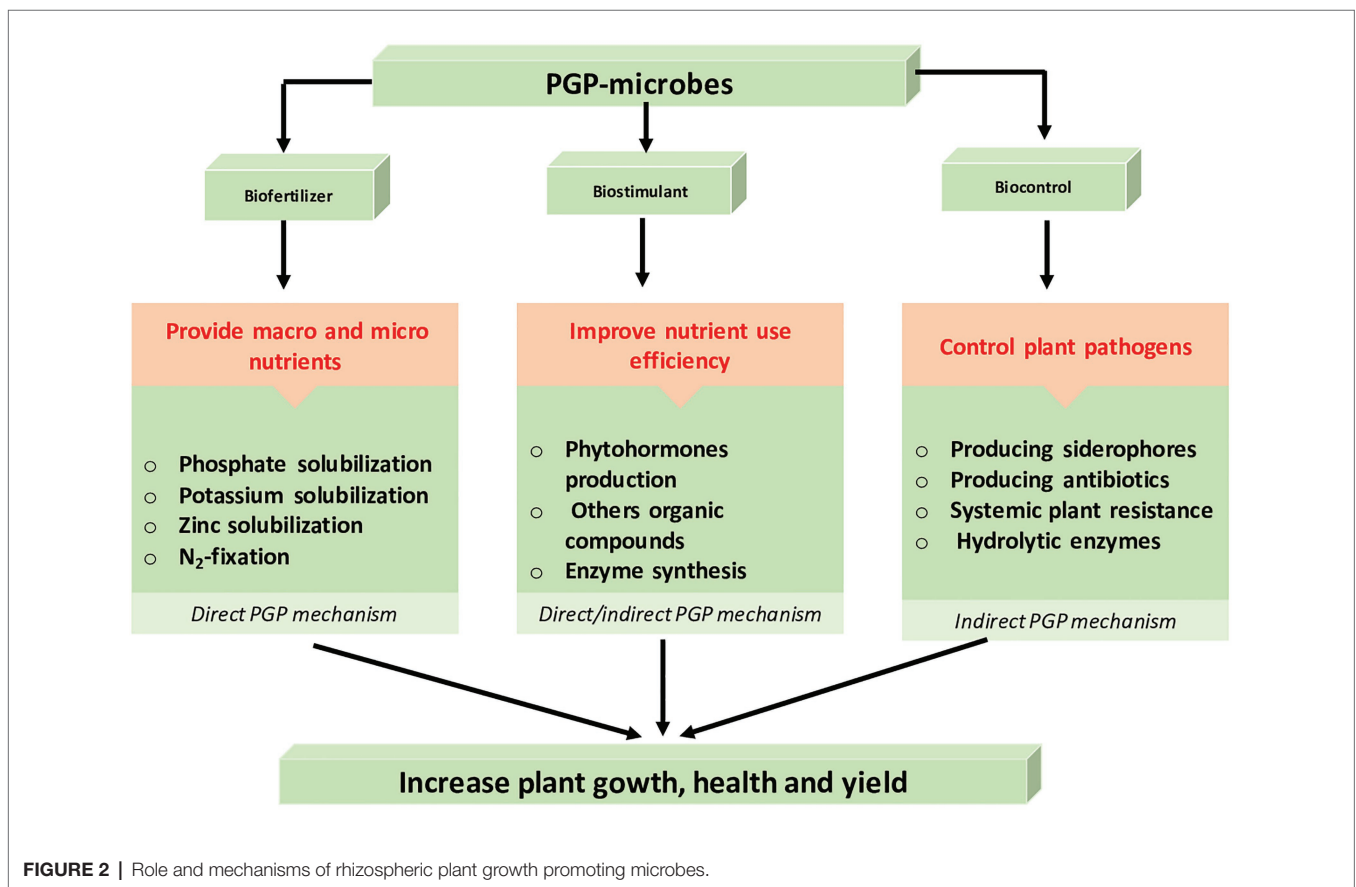 PGP-microbes
Biofertilizer
Biostimulant
Biocontrol
Provide macro and micro
nutrients
o Phosphate solubilization
o Potassium solubilization
o Zinc solubilization
o N₂-fixation
Direct PGP mechanism
Improve nutrient use
efficiency
o Phytohormones
production
o Others organic
compounds
o Enzyme synthesis
Direct/indirect PGP mechanism
Control plant pathogens
o Producing siderophores
o Producing antibiotics
o Systemic plant resistance
o Hydrolytic enzymes
Indirect PGP mechanism
Increase plant gowth, health and yield
FIGURE 2 | Role and mechanisms of rhizospheric plant growth promoting microbes.